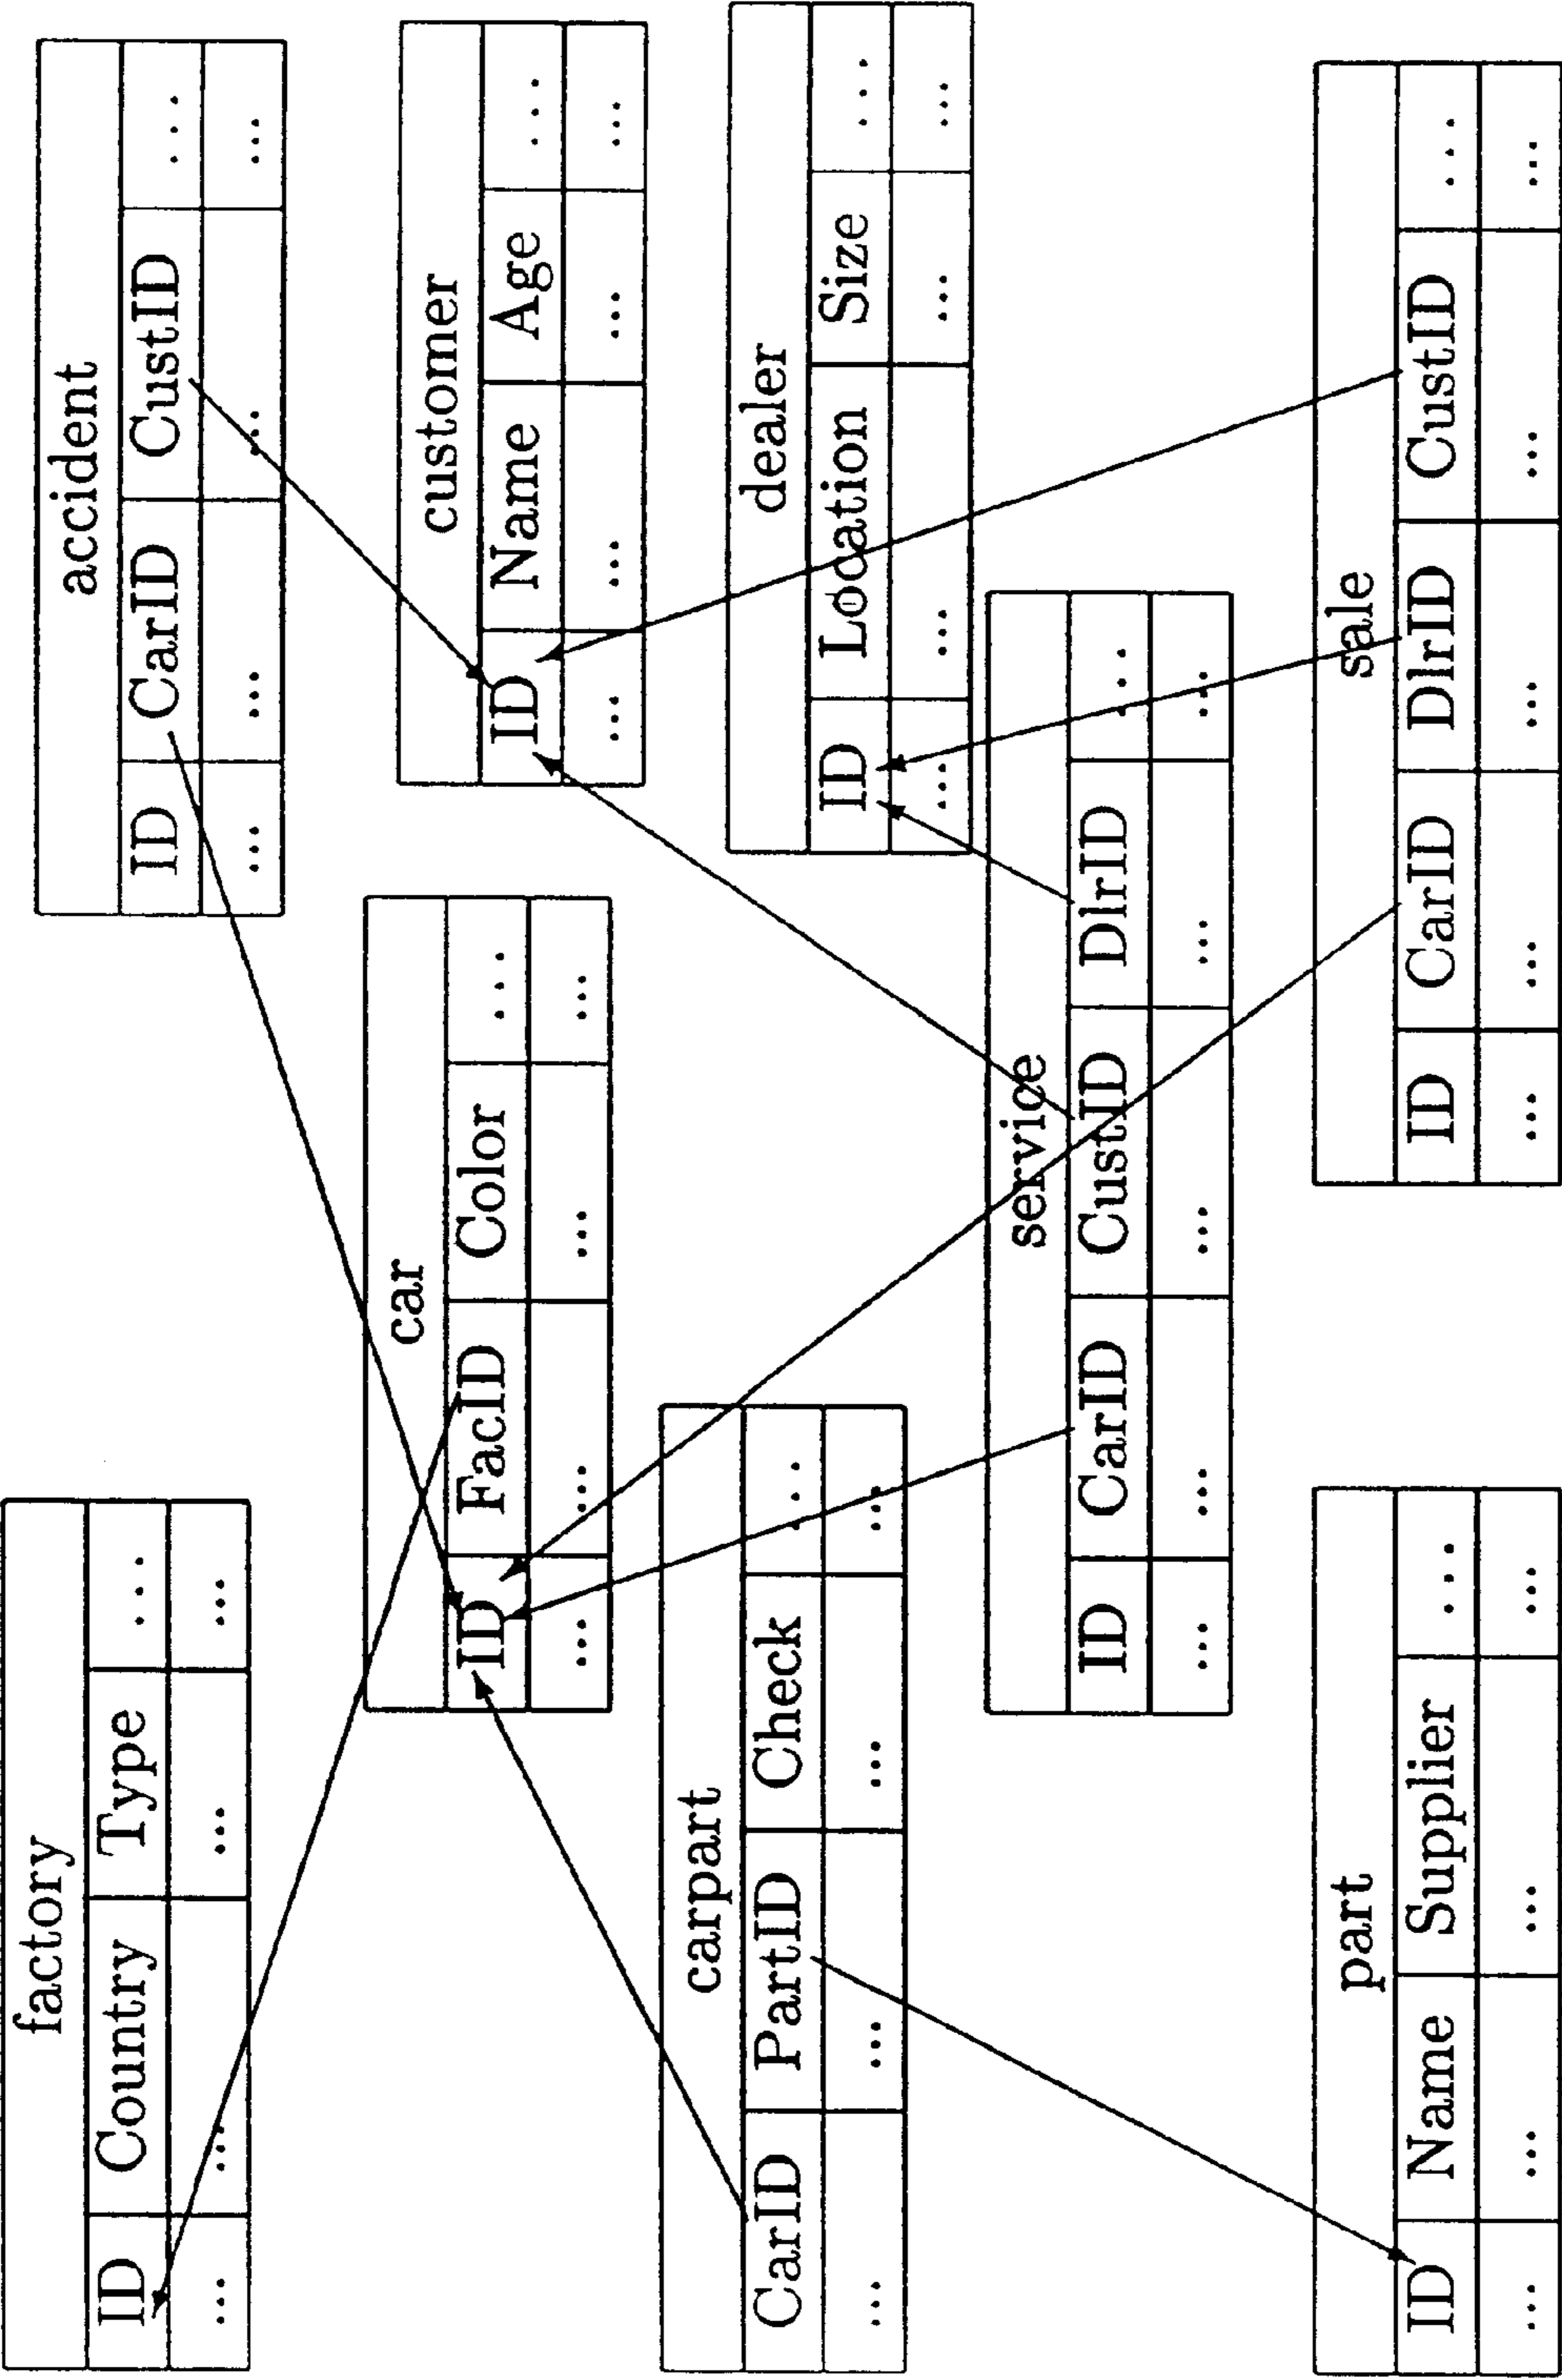 factory
ID Country Type ...
... ... ... ...
accident
ID CarID CustID ...
... ... ... ...
car
ID FacID Color ...
... ... ... ...
customer
ID Name Age ...
... ... ... ...
carpart
CarID PartID Check ...
... ... ... ...
dealer
ID Location Size ...
... ... ... ...
service
ID CarID CustID DlrID ...
... ... ... ... ...
part
ID Name Supplier ...
... ... ... ...
sale
ID CarID DlrID CustID ...
... ... ... ... ...